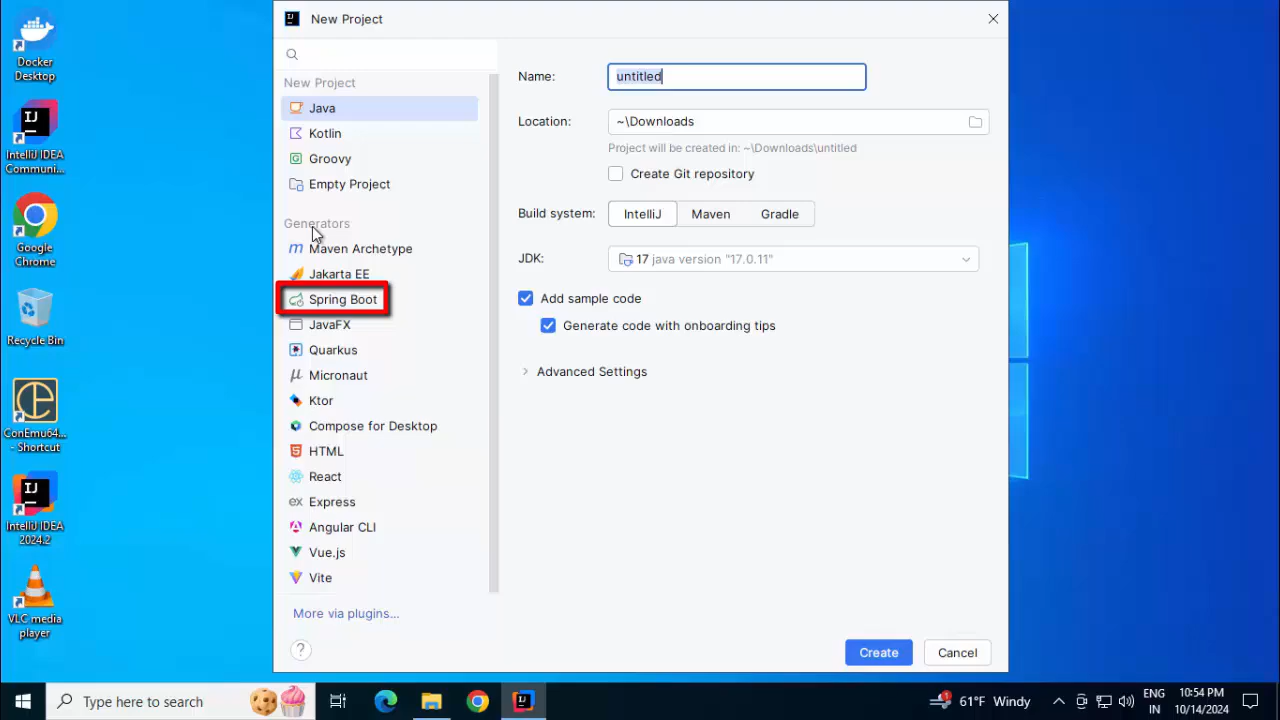 Docker
Desktop
IntelliJ IDEA
Communi...
Google
Chrome
Recycle Bin
ConEmu64...
- Shortcut
IntelliJ IDEA
2024.2
VLC media
player
New Project
New Project
Java
Kotlin
Groovy
Empty Project
Generators
Maven Archetype
Jakarta EE
Spring Boot
JavaFX
Quarkus
Micronaut
Ktor
Compose for Desktop
HTML
React
Express
Angular CLI
Vue.js
Vite
More via plugins...
?
Name: untitled
Location: ~\Downloads
Project will be created in: ~\Downloads\untitled
Create Git repository
Build system: IntelliJ Maven Gradle
JDK: 17 java version "17.0.11"
Add sample code
Generate code with onboarding tips
Advanced Settings
Create Cancel
Type here to search
61°F Windy
ENG
IN
10:54 PM
10/14/2024